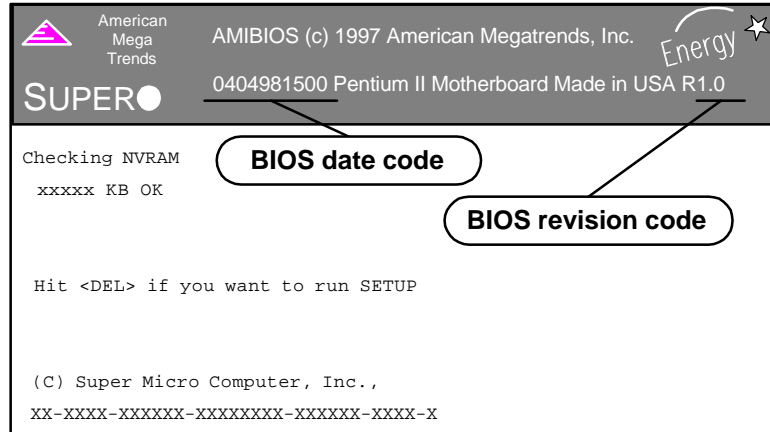 American
Mega
Trends
AMIBIOS (c) 1997 American Megatrends, Inc.
Energy
SUPER
0404981500 Pentium II Motherboard Made in USA R1.0
BIOS date code
BIOS revision code
Checking NVRAM
xxxxx KB OK
Hit <DEL> if you want to run SETUP
(C) Super Micro Computer, Inc.,
XX-XXXX-XXXXXX-XXXXXXXX-XXXXXX-XXXX-X